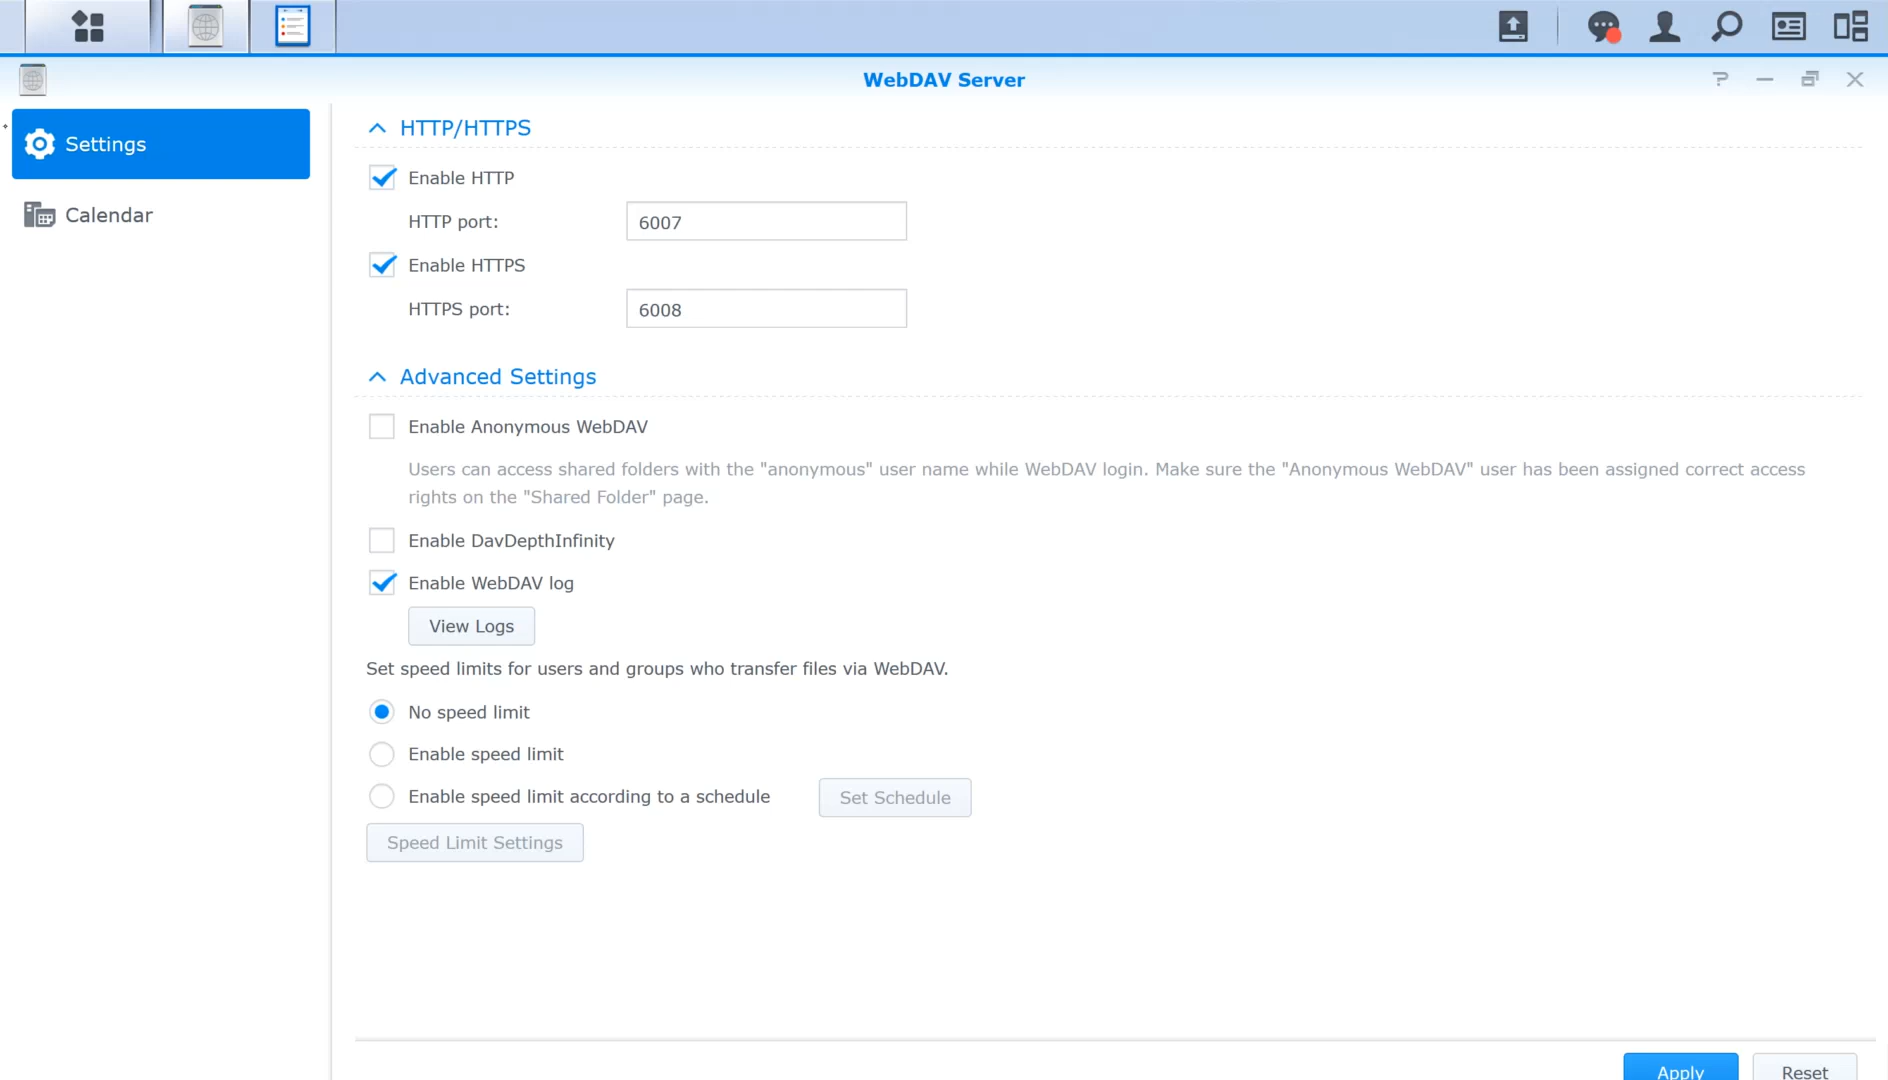 WebDAV Server
?
Settings
Calendar
HTTP/HTTPS
Enable HTTP
HTTP port: 6007
Enable HTTPS
HTTPS port: 6008
Advanced Settings
Enable Anonymous WebDAV
Users can access shared folders with the "anonymous" user name while WebDAV login. Make sure the "Anonymous WebDAV" user has been assigned correct access
rights on the "Shared Folder" page.
Enable DavDepthInfinity
Enable WebDAV log
View Logs
Set speed limits for users and groups who transfer files via WebDAV.
No speed limit
Enable speed limit
Enable speed limit according to a schedule Set Schedule
Speed Limit Settings
Apply Reset